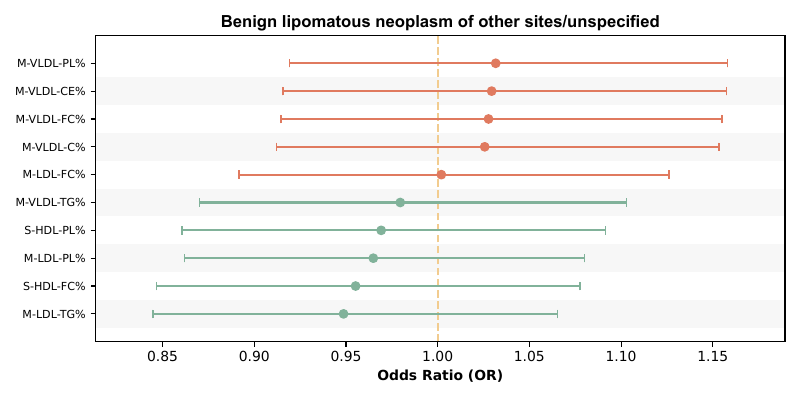 Benign lipomatous neoplasm of other sites/unspecified
M-VLDL-PL%
M-VLDL-CE%
M-VLDL-FC%
M-VLDL-C%
M-LDL-FC%
M-VLDL-TG%
S-HDL-PL%
M-LDL-PL%
S-HDL-FC%
M-LDL-TG%
0.85 0.90 0.95 1.00 1.05 1.10 1.15
Odds Ratio (OR)